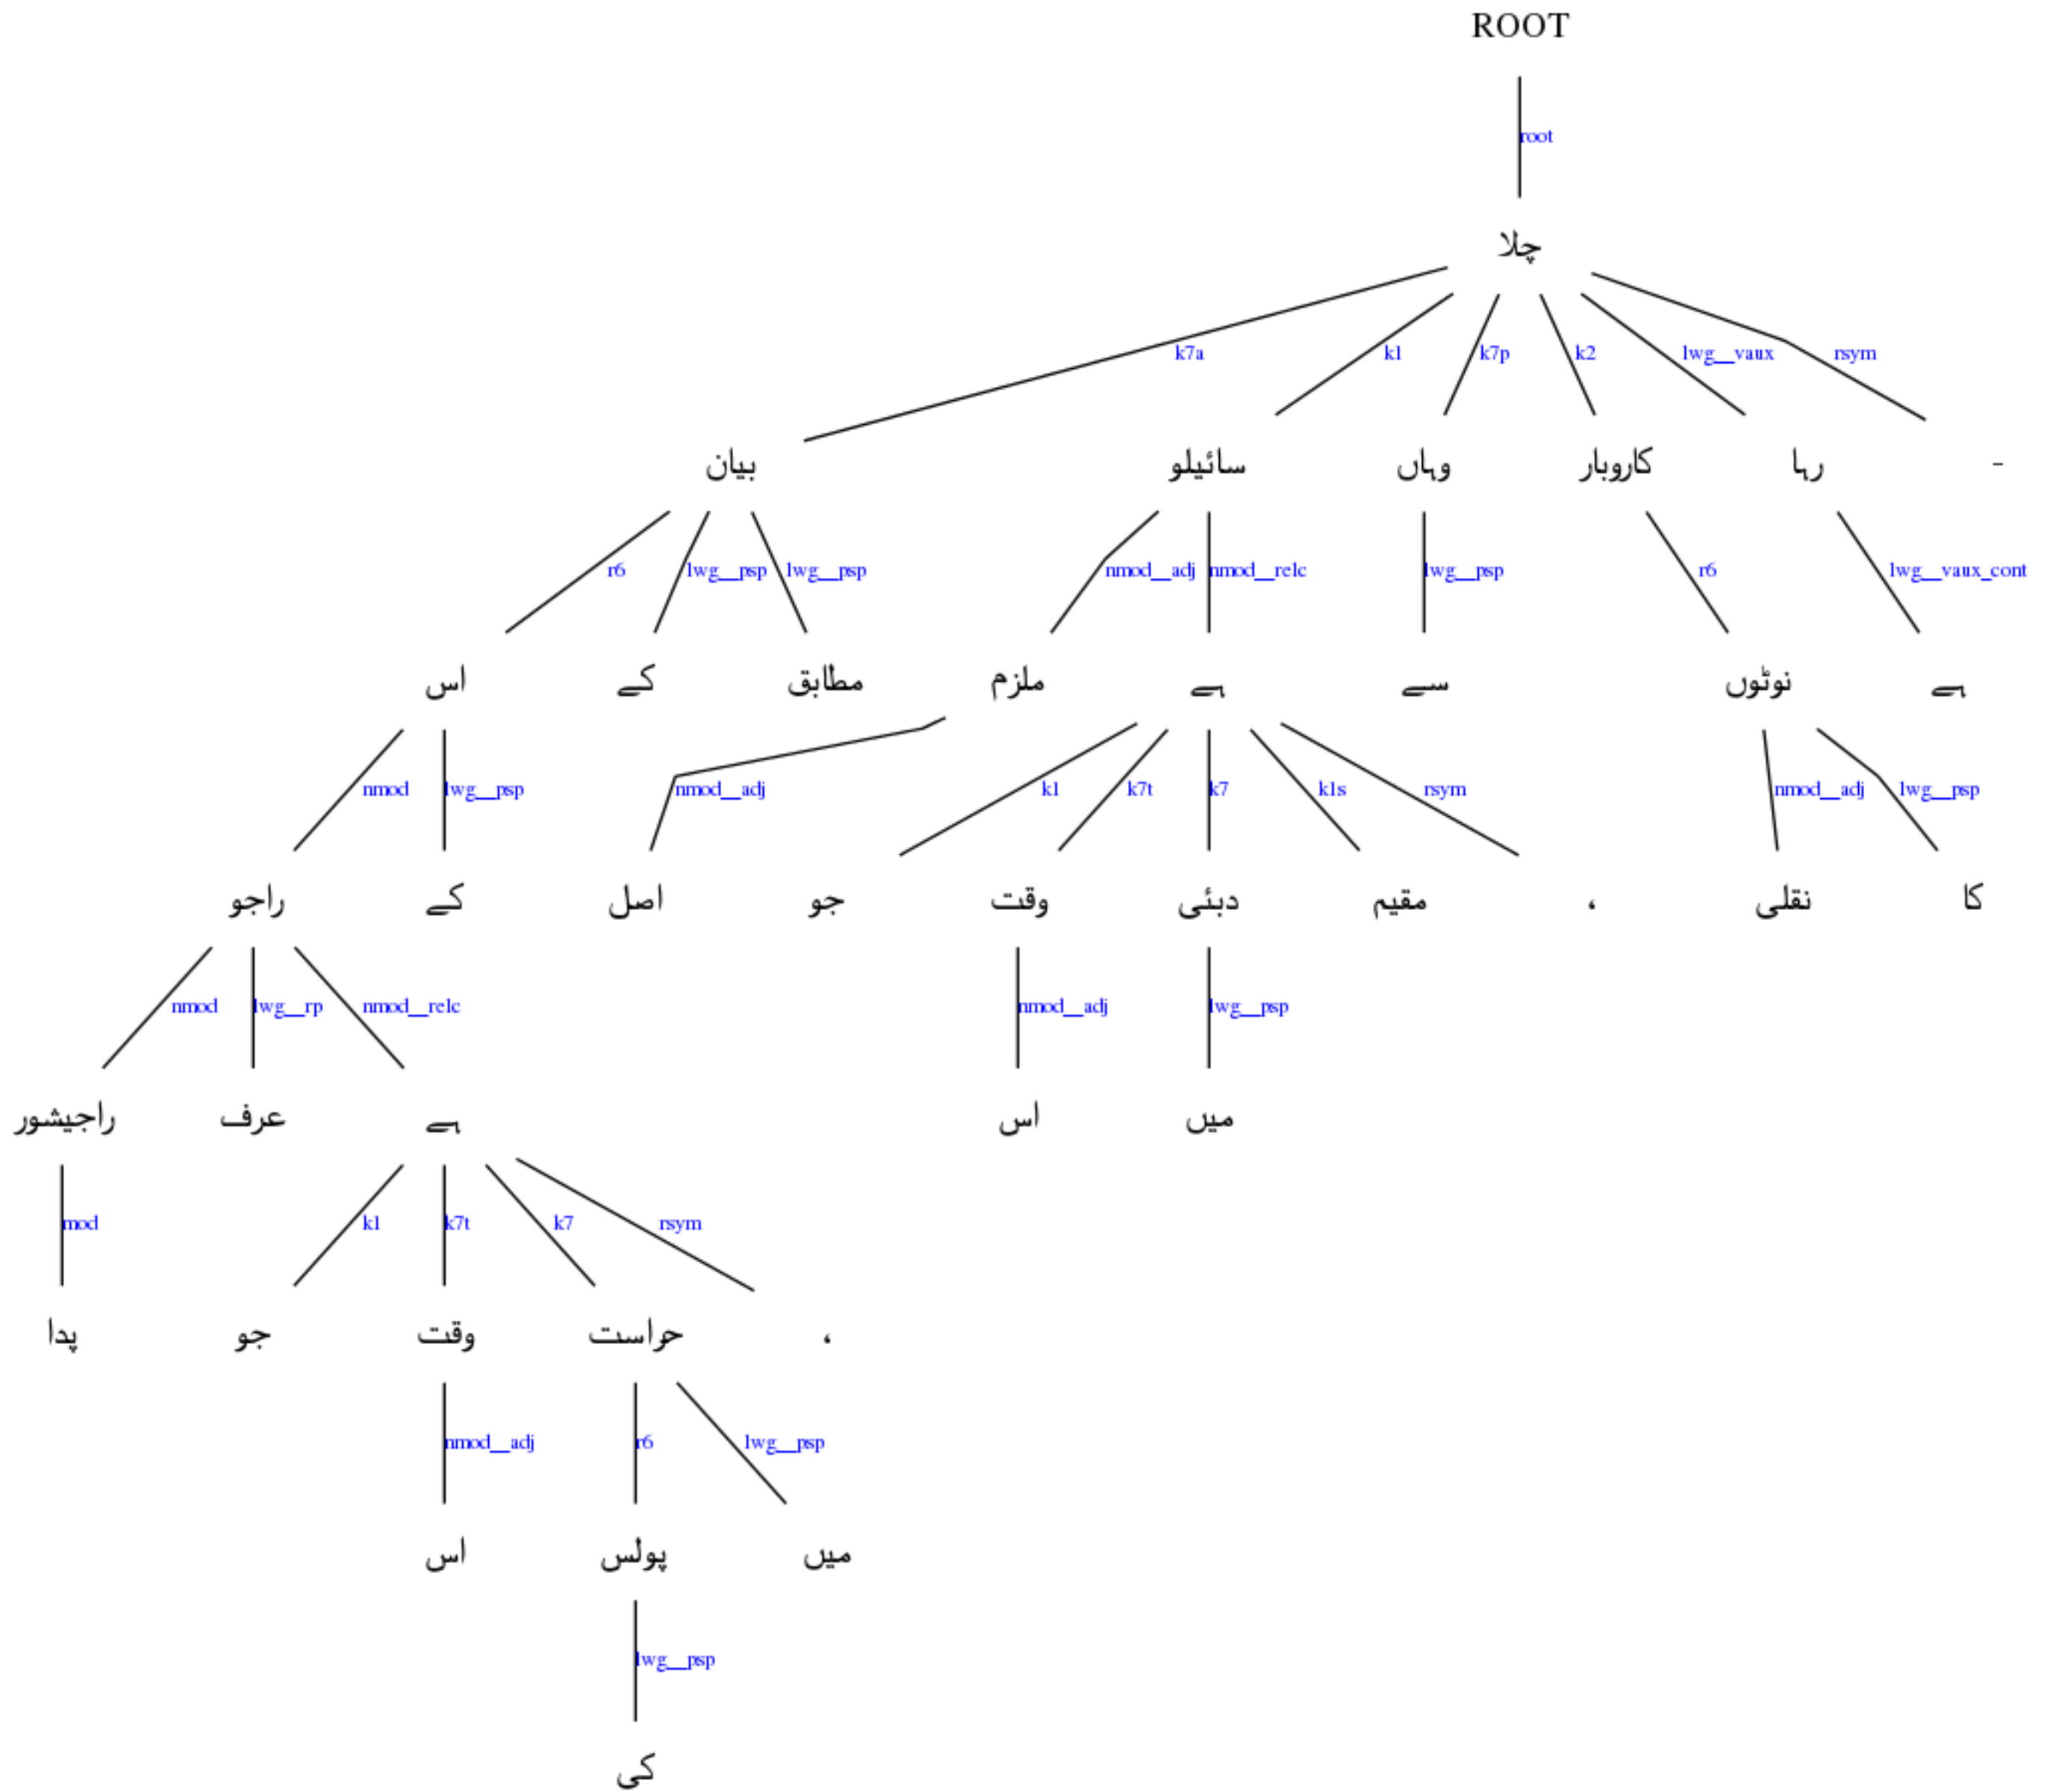 ROOT
root
چلا
k7a k1 k7p k2 lwg__vaux rsym
بیان سائیلو وہاں کاروبار رہا -
r6 lwg__psp lwg__psp nmod__adj nmod__relc lwg__psp r6 lwg__vaux_cont
اس کے مطابق ملزم ہے سے نوٹوں ہے
nmod lwg__psp nmod__adj k1 k7t k7 k1s rsym nmod__adj lwg__psp
راجو کے اصل جو وقت دبئی مقیم ، نقلی کا
nmod lwg__rp nmod__relc nmod__adj lwg__psp
راجیشور عرف ہے اس میں
mod k1 k7t k7 rsym
پدا جو وقت حراست ،
nmod__adj r6 lwg__psp
اس پولس میں
lwg__psp
کی